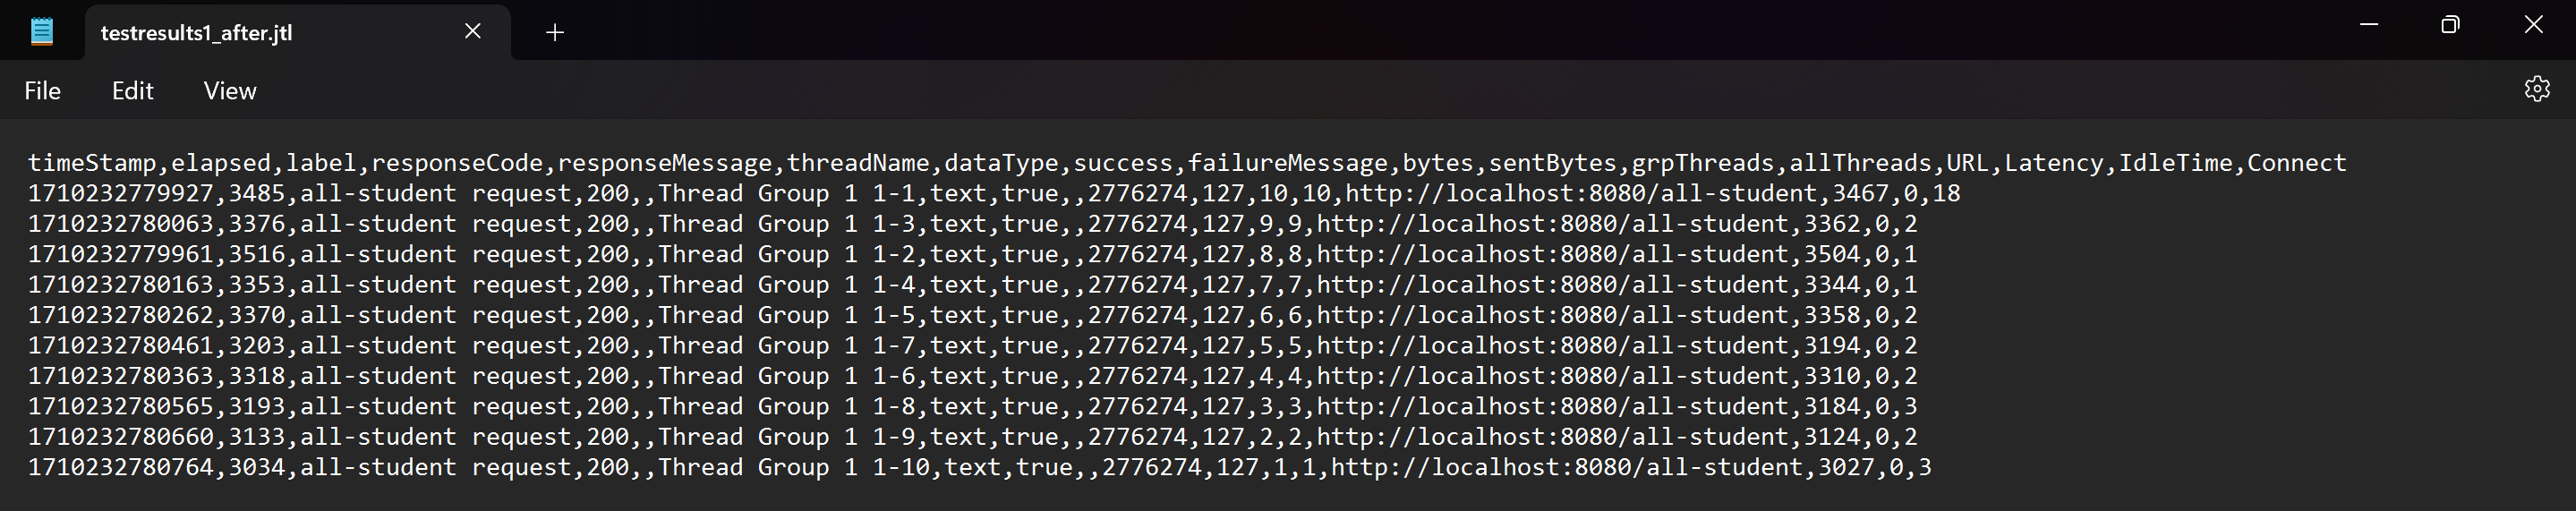 testresults1_after.jtl
File Edit View
timeStamp,elapsed,label,responseCode,responseMessage,threadName,dataType,success,failureMessage,bytes,sentBytes,grpThreads,allThreads,URL,Latency,IdleTime,Connect
1710232779927,3485,all-student request,200,,Thread Group 1 1-1,text,true,,2776274,127,10,10,http://localhost:8080/all-student,3467,0,18
1710232780063,3376,all-student request,200,,Thread Group 1 1-3,text,true,,2776274,127,9,9,http://localhost:8080/all-student,3362,0,2
1710232779961,3516,all-student request,200,,Thread Group 1 1-2,text,true,,2776274,127,8,8,http://localhost:8080/all-student,3504,0,1
1710232780163,3353,all-student request,200,,Thread Group 1 1-4,text,true,,2776274,127,7,7,http://localhost:8080/all-student,3344,0,1
1710232780262,3370,all-student request,200,,Thread Group 1 1-5,text,true,,2776274,127,6,6,http://localhost:8080/all-student,3358,0,2
1710232780461,3203,all-student request,200,,Thread Group 1 1-7,text,true,,2776274,127,5,5,http://localhost:8080/all-student,3194,0,2
1710232780363,3318,all-student request,200,,Thread Group 1 1-6,text,true,,2776274,127,4,4,http://localhost:8080/all-student,3310,0,2
1710232780565,3193,all-student request,200,,Thread Group 1 1-8,text,true,,2776274,127,3,3,http://localhost:8080/all-student,3184,0,3
1710232780660,3133,all-student request,200,,Thread Group 1 1-9,text,true,,2776274,127,2,2,http://localhost:8080/all-student,3124,0,2
1710232780764,3034,all-student request,200,,Thread Group 1 1-10,text,true,,2776274,127,1,1,http://localhost:8080/all-student,3027,0,3